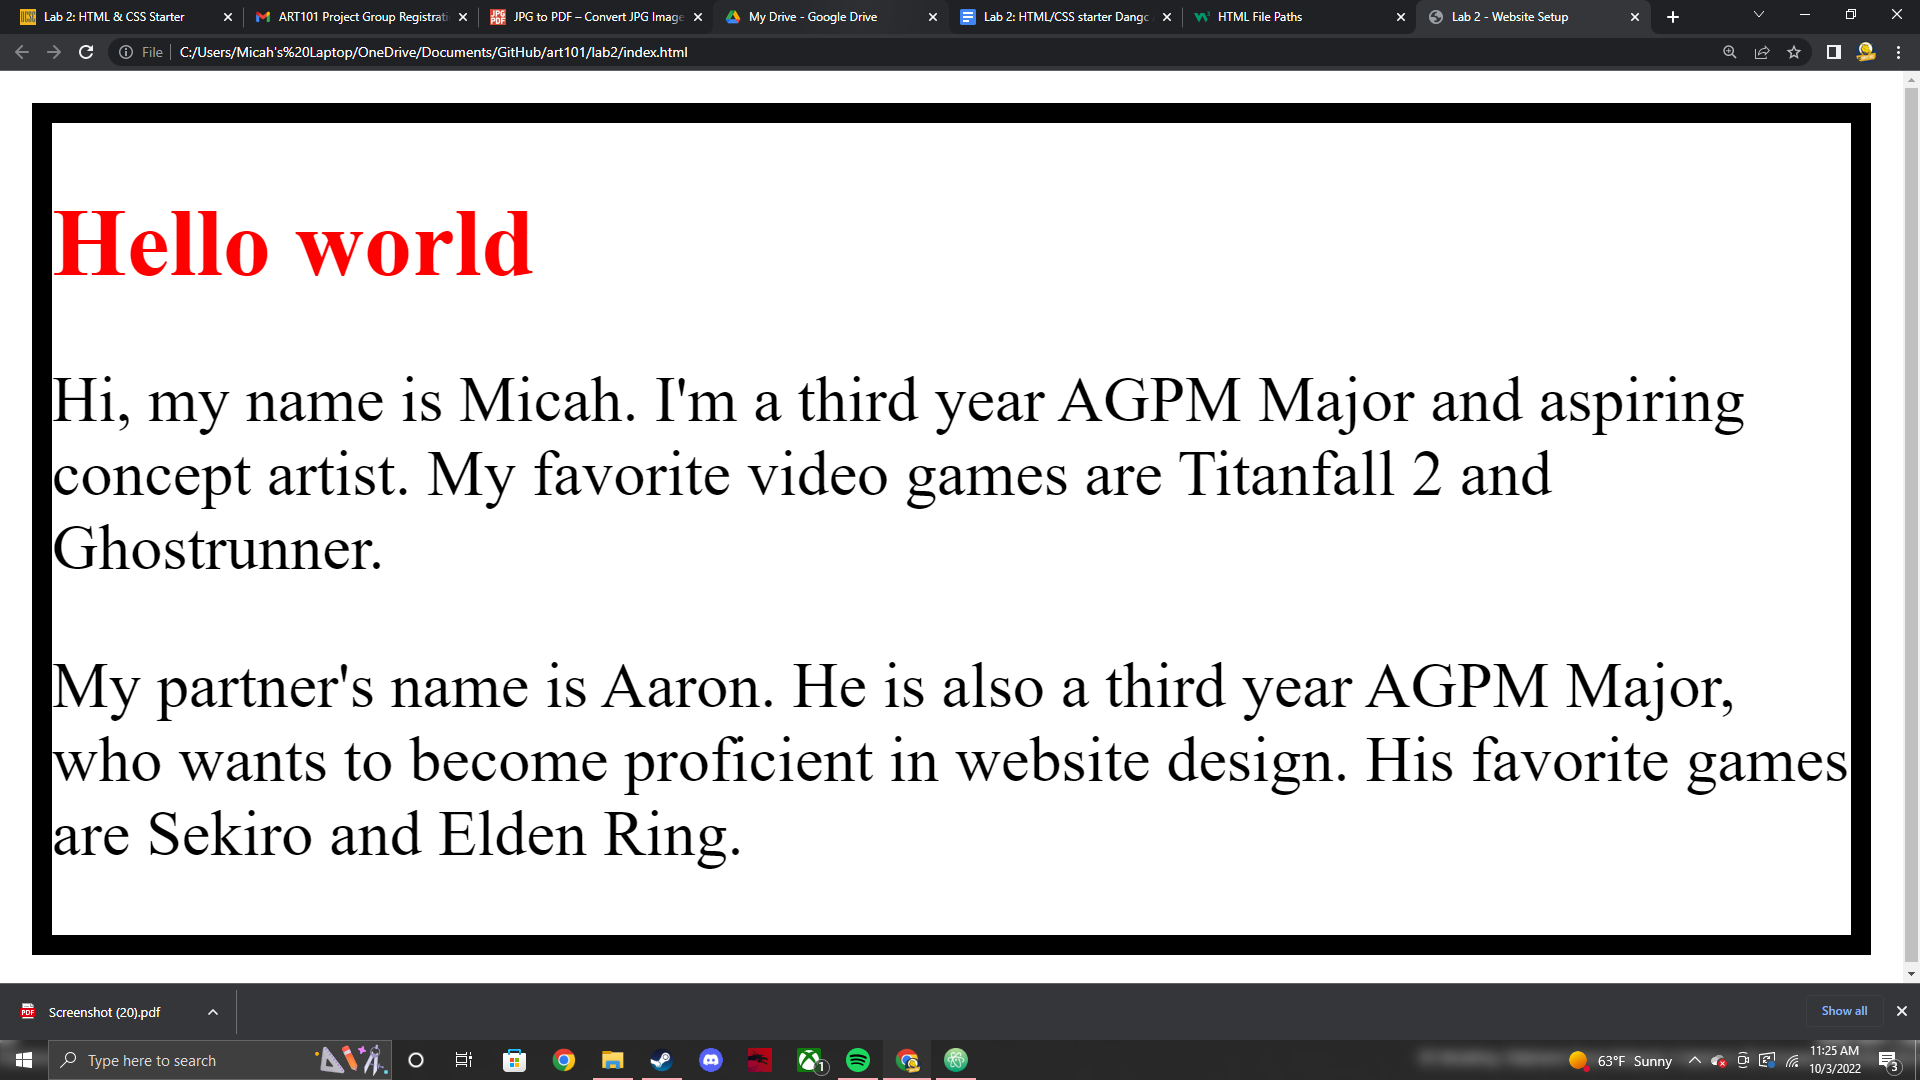 Lab 2: HTML & CSS Starter
ART101 Project Group Registrati
JPG to PDF – Convert JPG Image
My Drive - Google Drive
Lab 2: HTML/CSS starter Dangc
HTML File Paths
Lab 2 - Website Setup
File
C:/Users/Micah's%20Laptop/OneDrive/Documents/GitHub/art101/lab2/index.html
Hello world
Hi, my name is Micah. I'm a third year AGPM Major and aspiring
concept artist. My favorite video games are Titanfall 2 and
Ghostrunner.
My partner's name is Aaron. He is also a third year AGPM Major,
who wants to become proficient in website design. His favorite games
are Sekiro and Elden Ring.
Screenshot (20).pdf
Show all
Type here to search
1
63°F Sunny
11:25 AM
10/3/2022
3